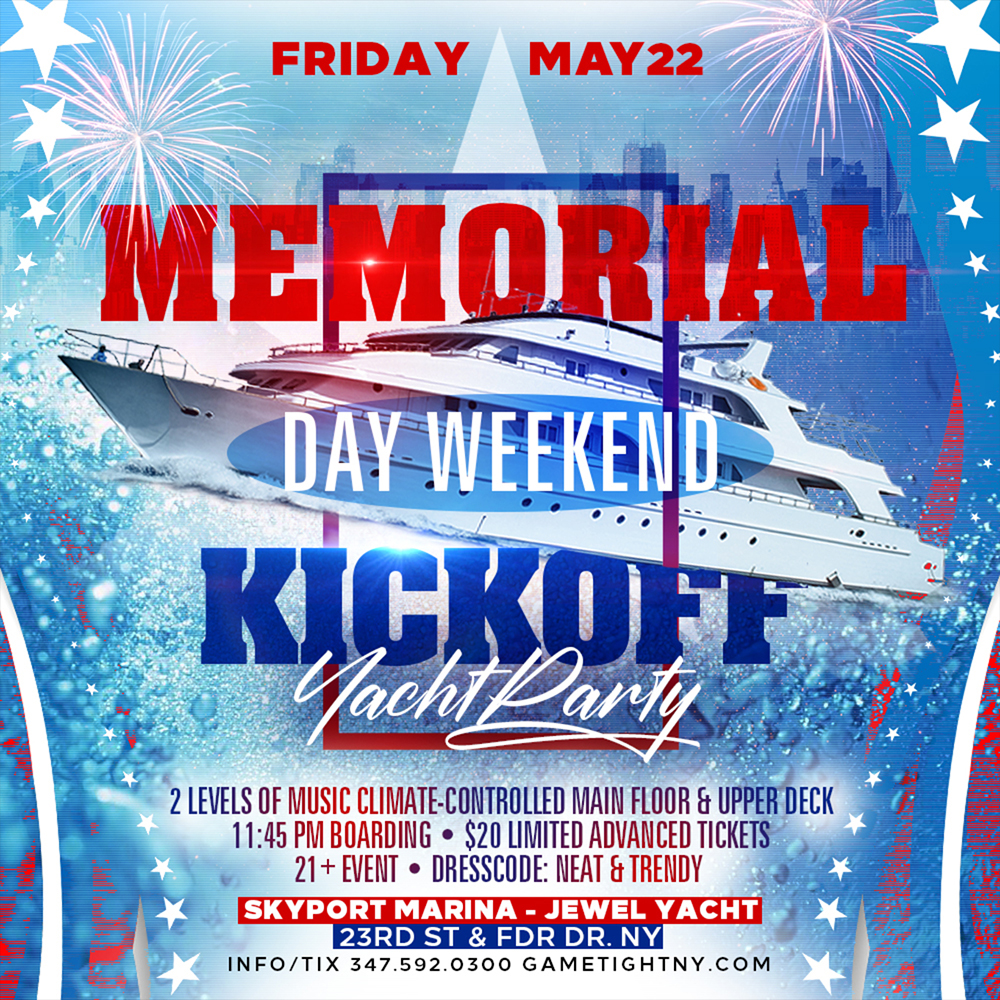 FRIDAY MAY22
MEMORIAL
DAY WEEKEND
KICKOFF
Yacht Party
2 LEVELS OF MUSIC CLIMATE-CONTROLLED MAIN FLOOR & UPPER DECK
11:45 PM BOARDING • $20 LIMITED ADVANCED TICKETS
21+ EVENT • DRESSCODE: NEAT & TRENDY
SKYPORT MARINA - JEWEL YACHT
23RD ST & FDR DR. NY
INFO/TIX 347.592.0300 GAMETIGHTNY.COM